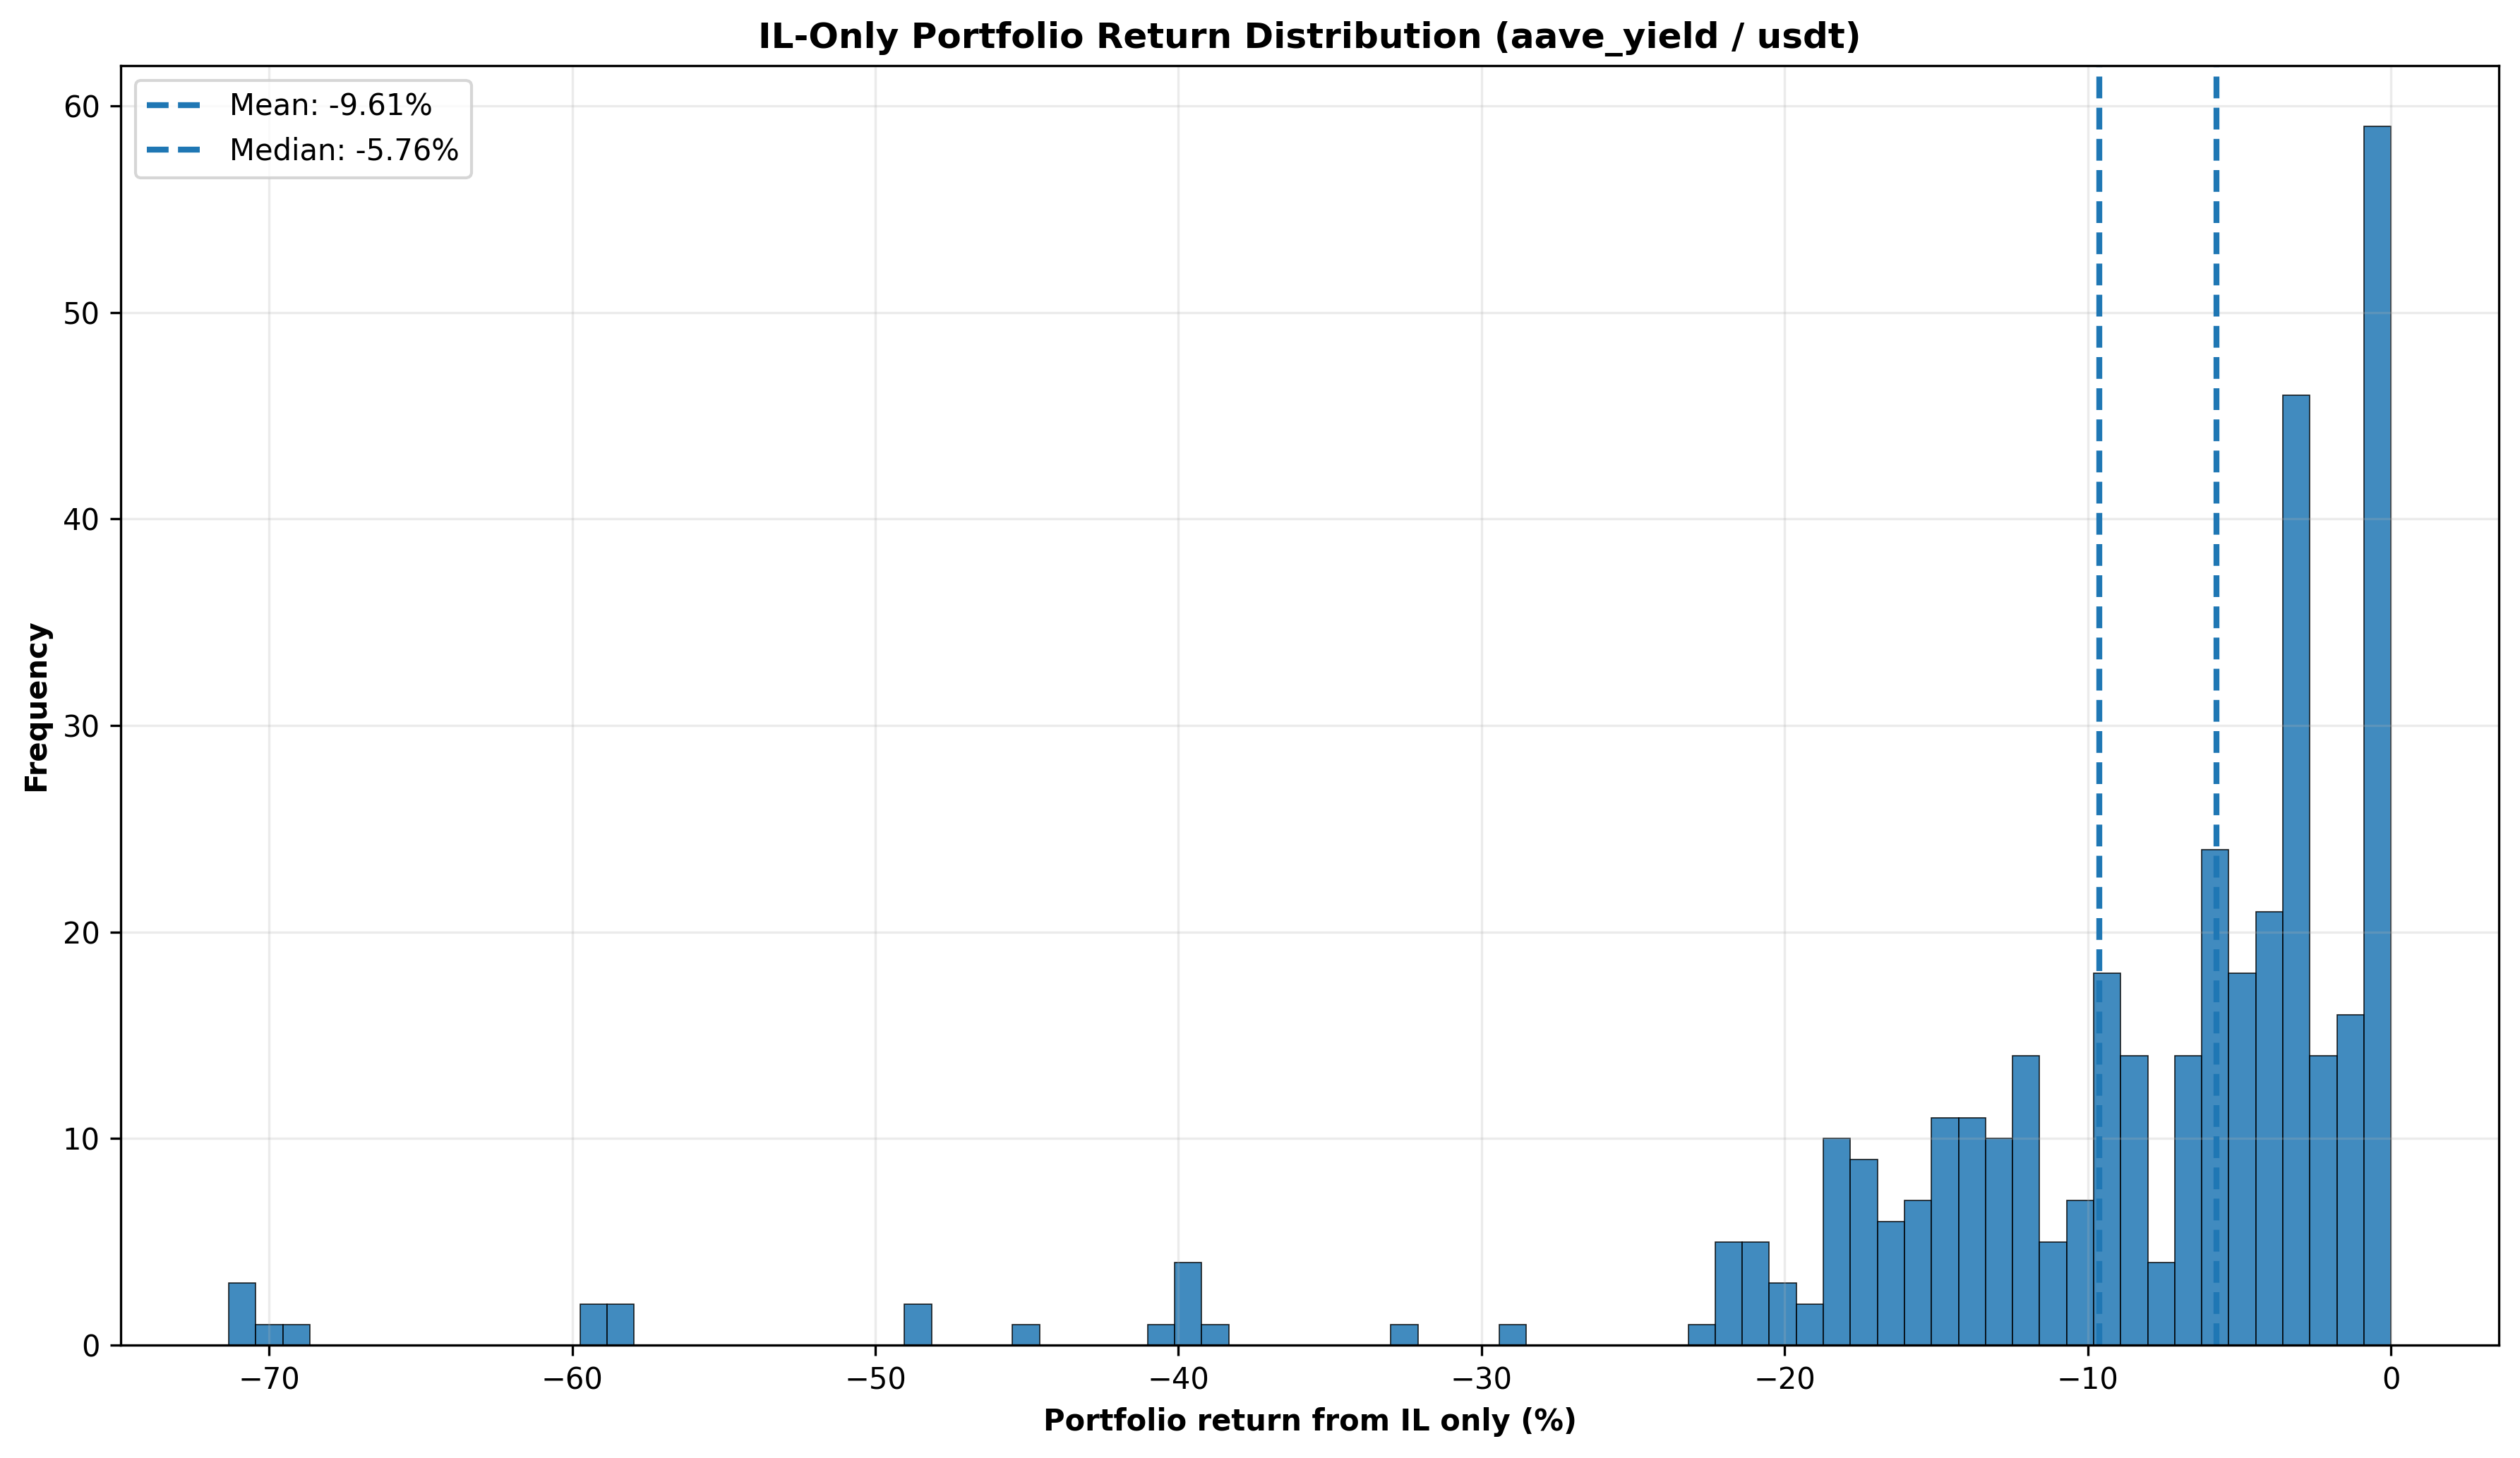 IL-Only Portfolio Return Distribution (aave_yield / usdt)
Mean: -9.61%
Median: -5.76%
60
50
40
30
20
10
0
Frequency
−70 −60 −50 −40 −30 −20 −10 0
Portfolio return from IL only (%)